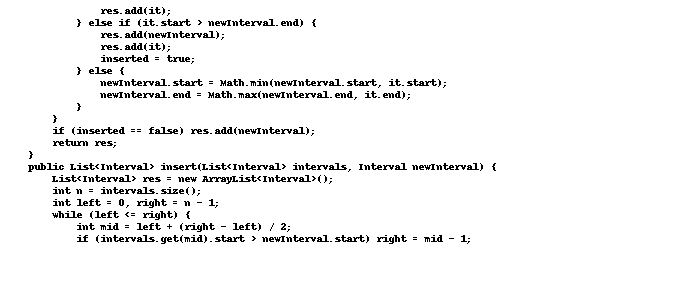 res.add(it);
} else if (it.start > newInterval.end) {
res.add(newInterval);
res.add(it);
inserted = true;
} else {
newInterval.start = Math.min(newInterval.start, it.start);
newInterval.end = Math.max(newInterval.end, it.end);
}
}
if (inserted == false) res.add(newInterval);
return res;
}
public List<Interval> insert(List<Interval> intervals, Interval newInterval) {
List<Interval> res = new ArrayList<Interval>();
int n = intervals.size();
int left = 0, right = n - 1;
while (left <= right) {
int mid = left + (right - left) / 2;
if (intervals.get(mid).start > newInterval.start) right = mid - 1;